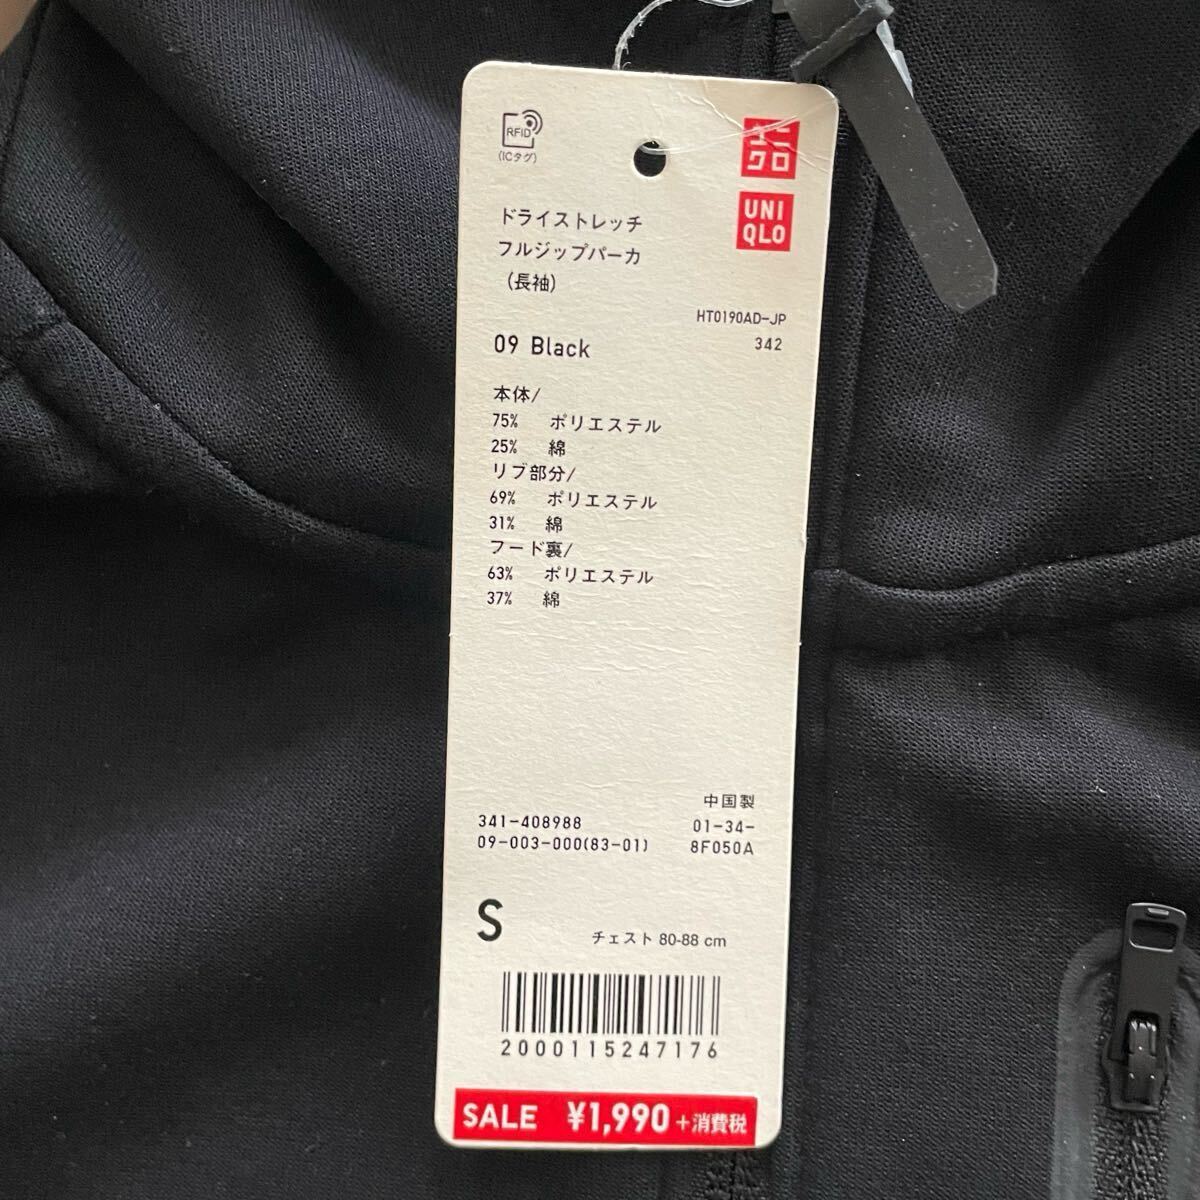 RFID
(ICタグ)
ユニ
クロ
UNI
QLO
ドライストレッチ
フルジップパーカ
(長袖)
HT0190AD-JP
342
09 Black
本体/
75% ポリエステル
25% 綿
リブ部分/
69% ポリエステル
31% 綿
フード裏/
63% ポリエステル
37% 綿
中国製
341-408988 01-34-
09-003-000(83-01) 8F050A
S
チェスト 80-88 cm
2000115247176
SALE ¥1,990 +消費税